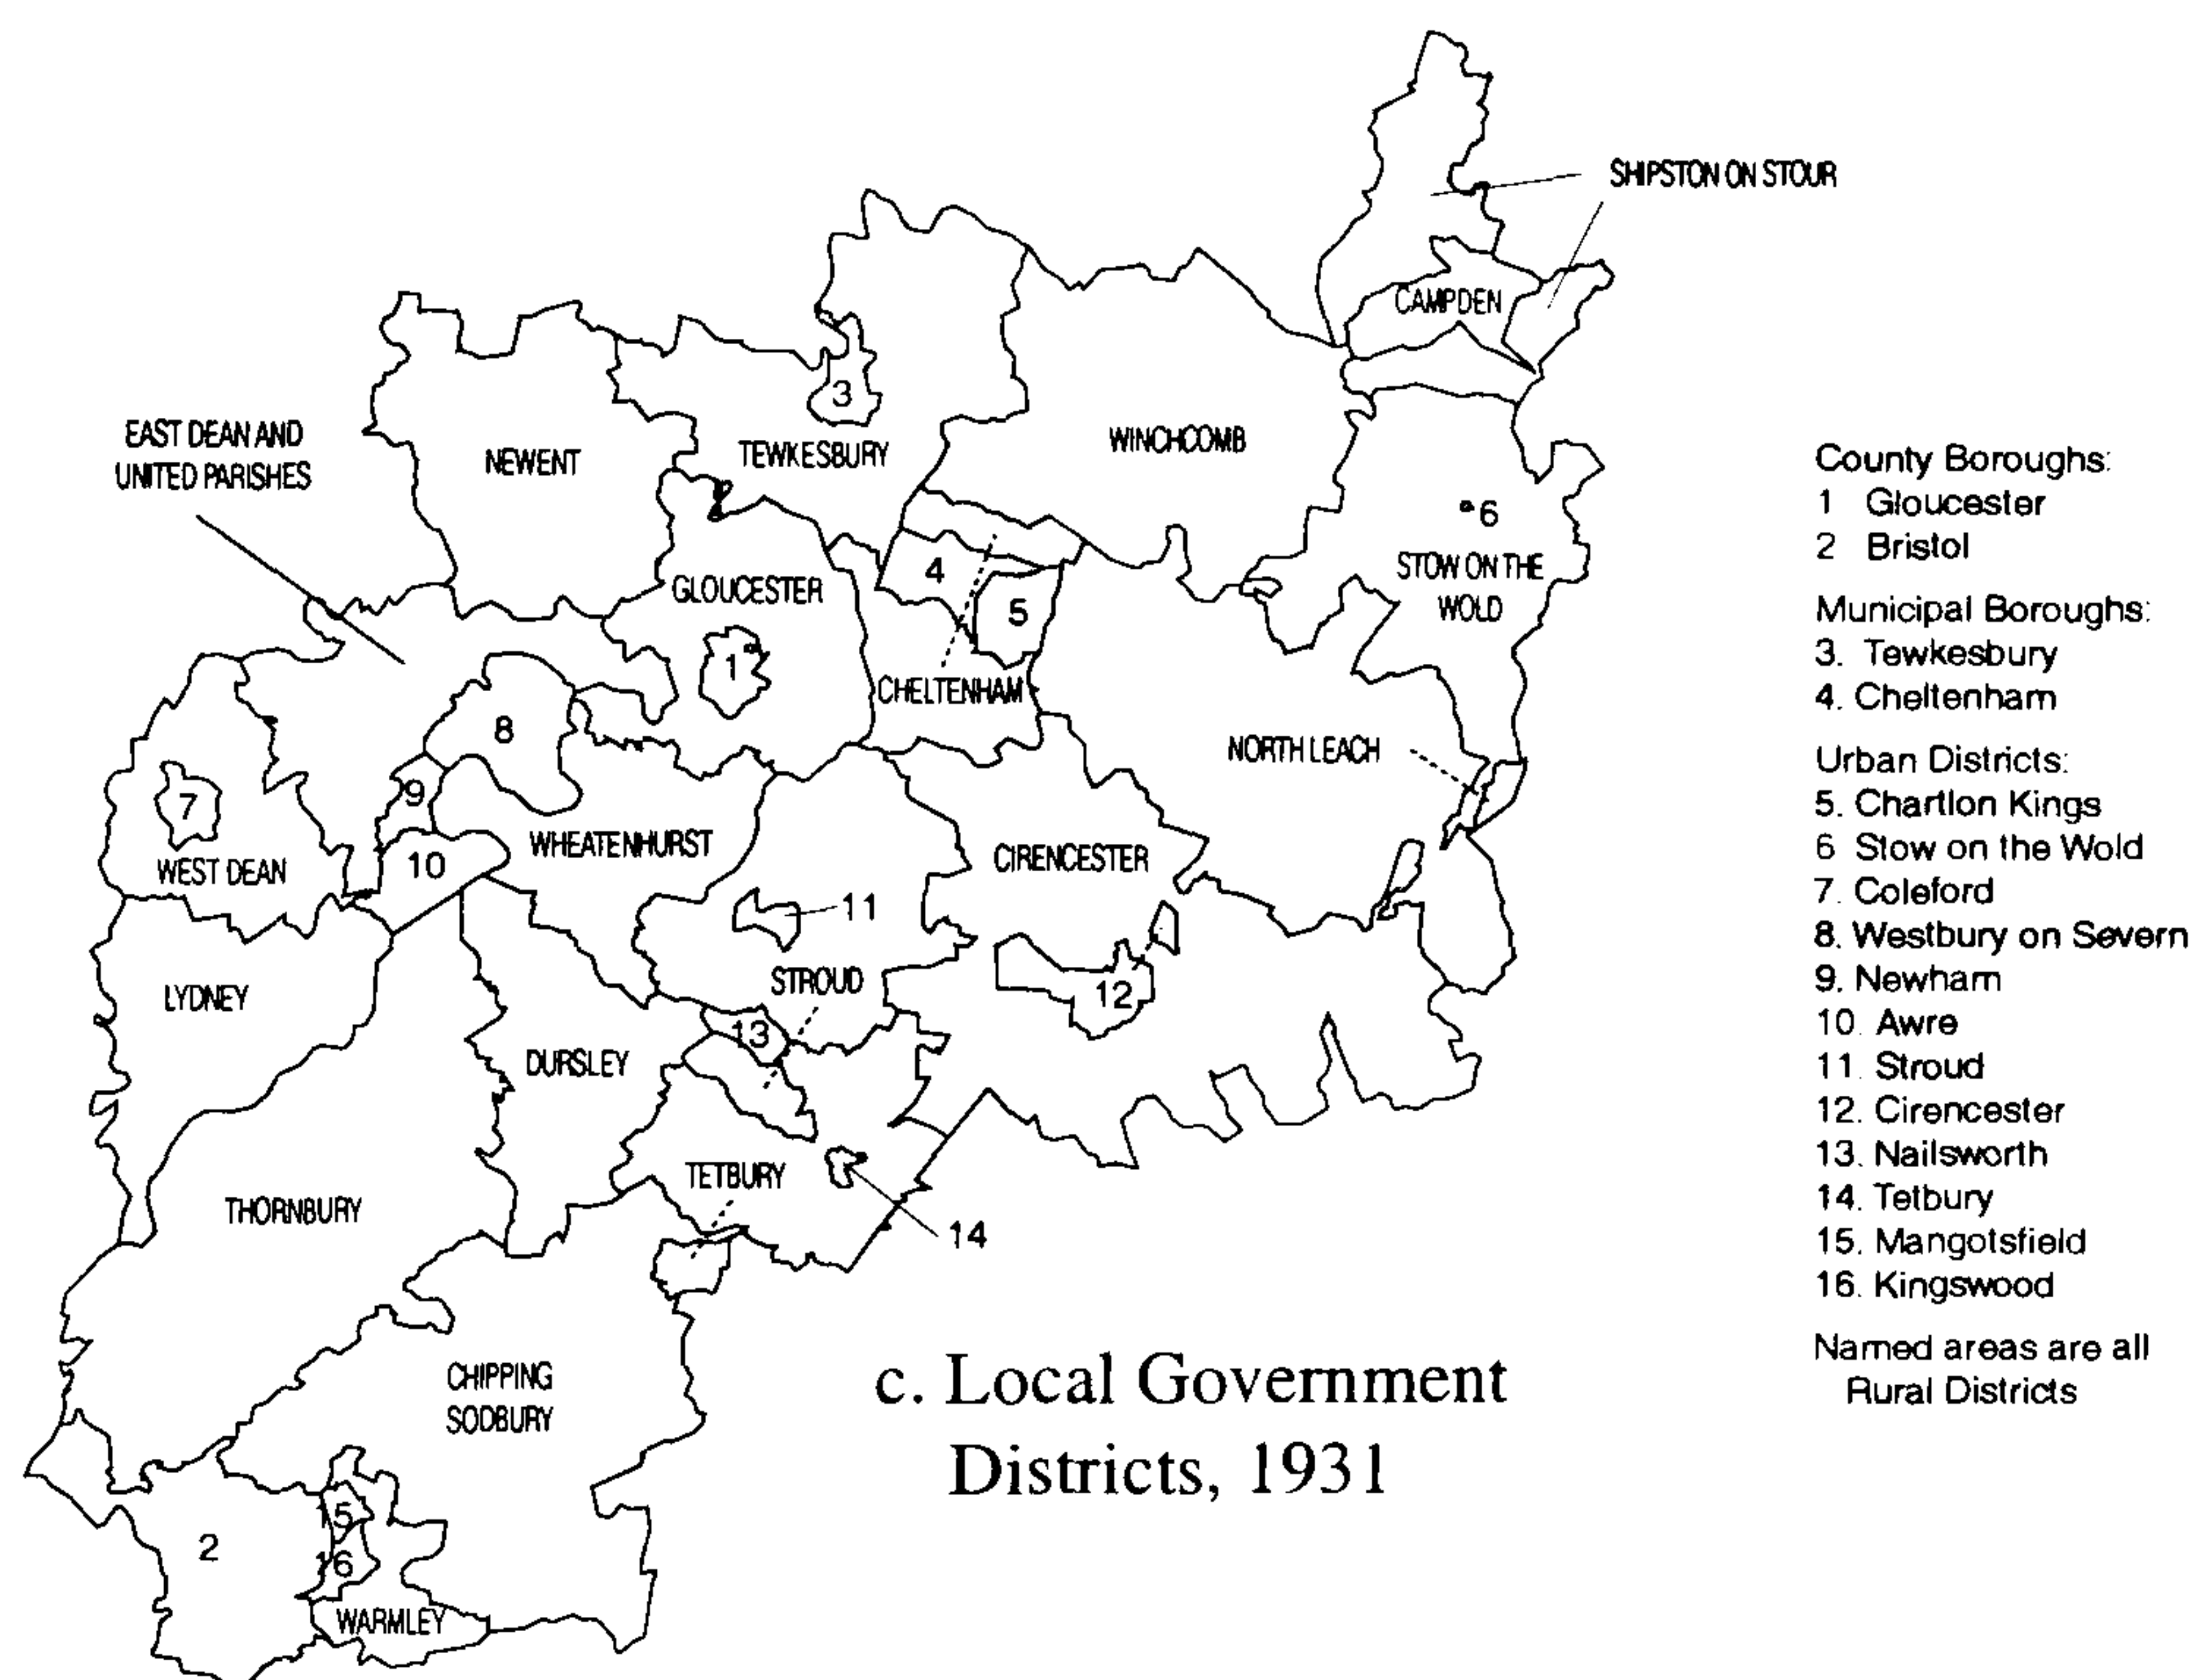 SHIPSTON ON STOUR
CAMPDEN
3
EAST DEAN AND
UNITED PARISHES
NEWENT
TEWKESBURY
WINCHCOMB
6
STOW ON THE
WOLD
4
5
GLOUCESTER
1
CHELTENHAM
8
NORTH LEACH
7
9
WHEATENHURST
WEST DEAN
10
CIRENCESTER
11
STROUD
12
LYDNEY
13
DURSLEY
TETBURY
THORNBURY
14
CHIPPING
SODBURY
15
2
16
WARMLEY
County Boroughs:
1 Gloucester
2 Bristol
Municipal Boroughs:
3. Tewkesbury
4. Cheltenham
Urban Districts:
5. Chartlon Kings
6 Stow on the Wold
7. Coleford
8. Westbury on Severn
9. Newham
10. Awre
11. Stroud
12. Cirencester
13. Nailsworth
14. Tetbury
15. Mangotsfield
16. Kingswood
Named areas are all
Rural Districts
c. Local Government
Districts, 1931